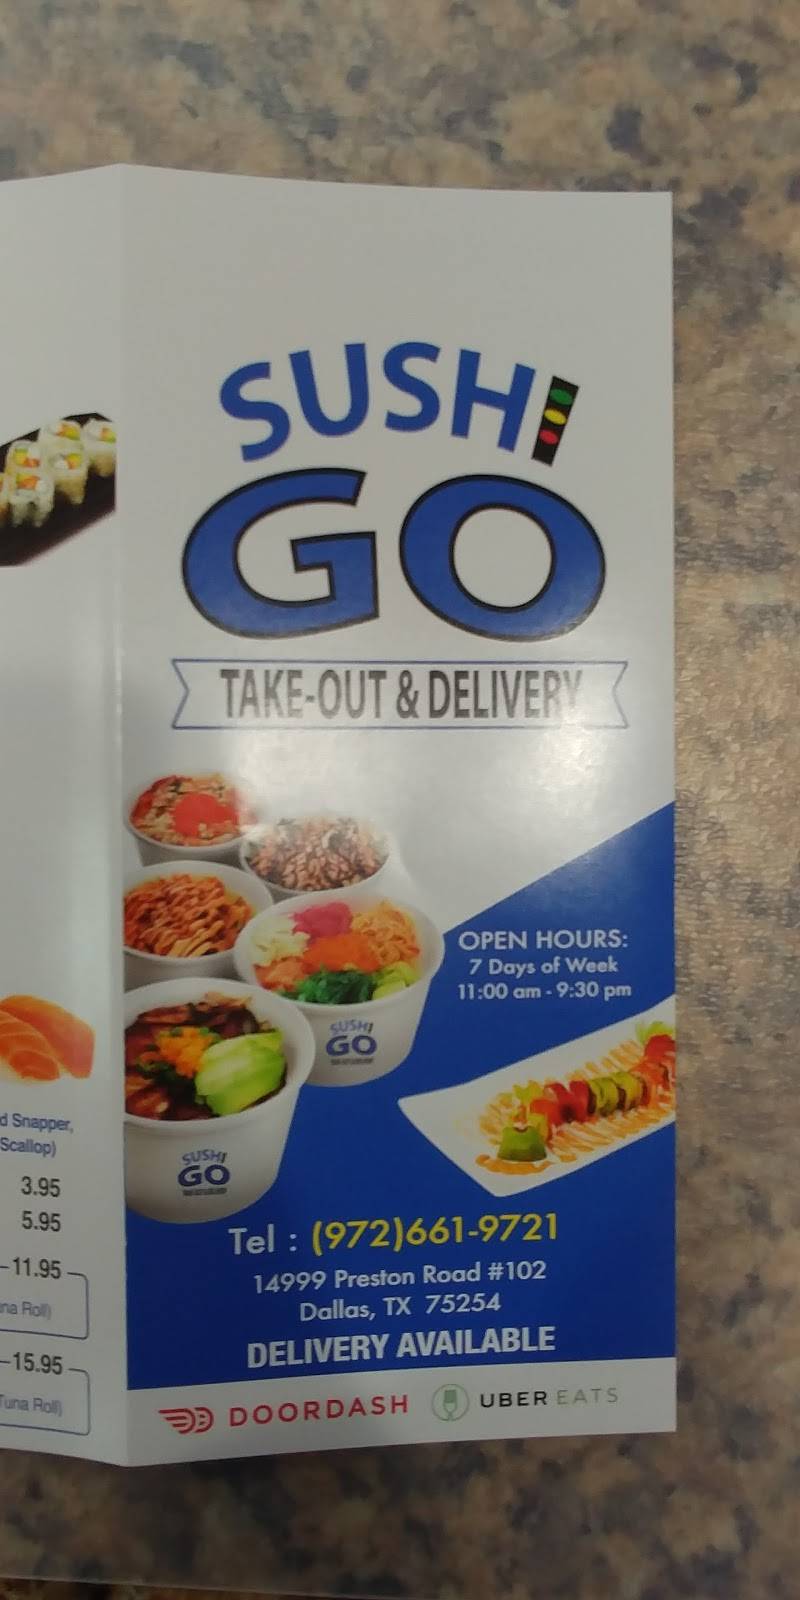 SUSHI
GO
TAKE-OUT & DELIVERY
OPEN HOURS:
7 Days of Week
11:00 am - 9:30 pm
SUSHI
GO
SUSHI
GO
Tel : (972)661-9721
14999 Preston Road #102
Dallas, TX 75254
DELIVERY AVAILABLE
DOORDASH UBER EATS
d Snapper,
Scallop)
3.95
5.95
11.95
na Roll)
15.95
Tuna Roll)